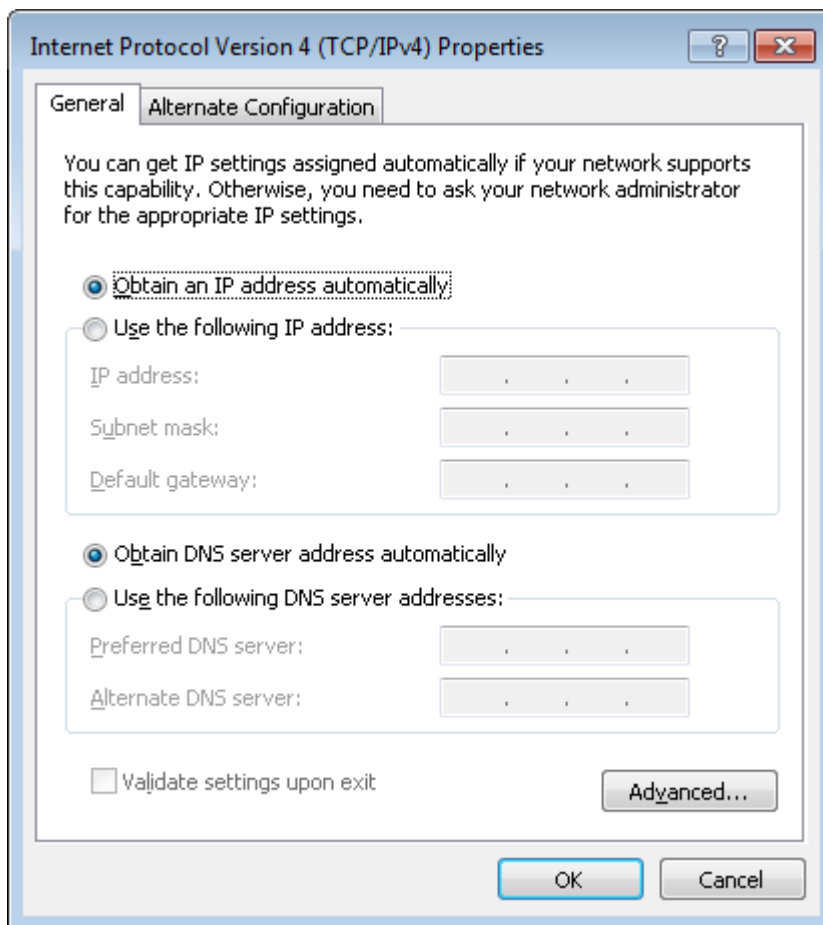 Internet Protocol Version 4 (TCP/IPv4) Properties
General
Alternate Configuration
You can get IP settings assigned automatically if your network supports
this capability. Otherwise, you need to ask your network administrator
for the appropriate IP settings.
Obtain an IP address automatically
Use the following IP address:
IP address:
Subnet mask:
Default gateway:
Obtain DNS server address automatically
Use the following DNS server addresses:
Preferred DNS server:
Alternate DNS server:
Validate settings upon exit
Advanced...
OK
Cancel